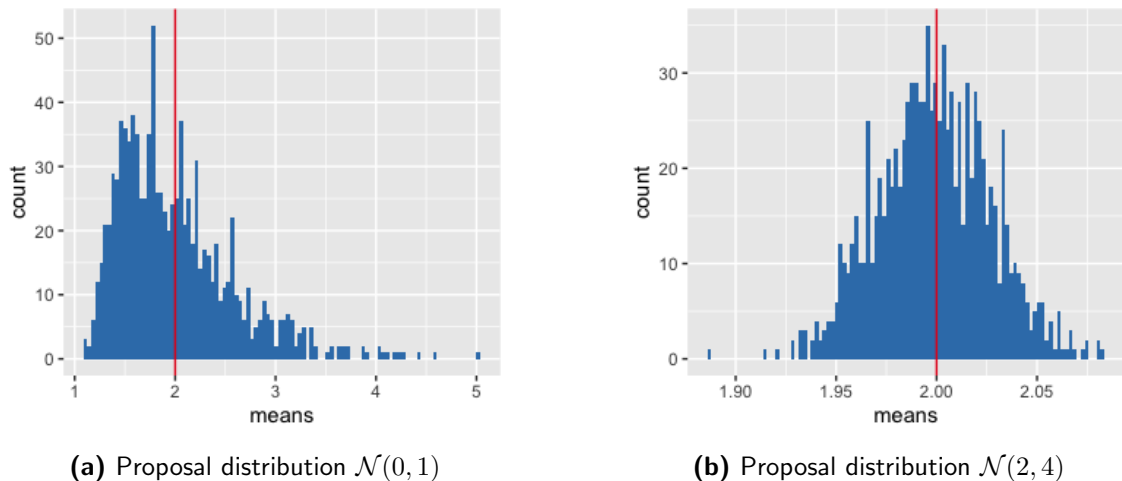 50
40
30
20
10
0
count
1 2 3 4 5
means
(a) Proposal distribution 𝒩(0, 1)
30
20
10
0
count
1.90 1.95 2.00 2.05
means
(b) Proposal distribution 𝒩(2, 4)